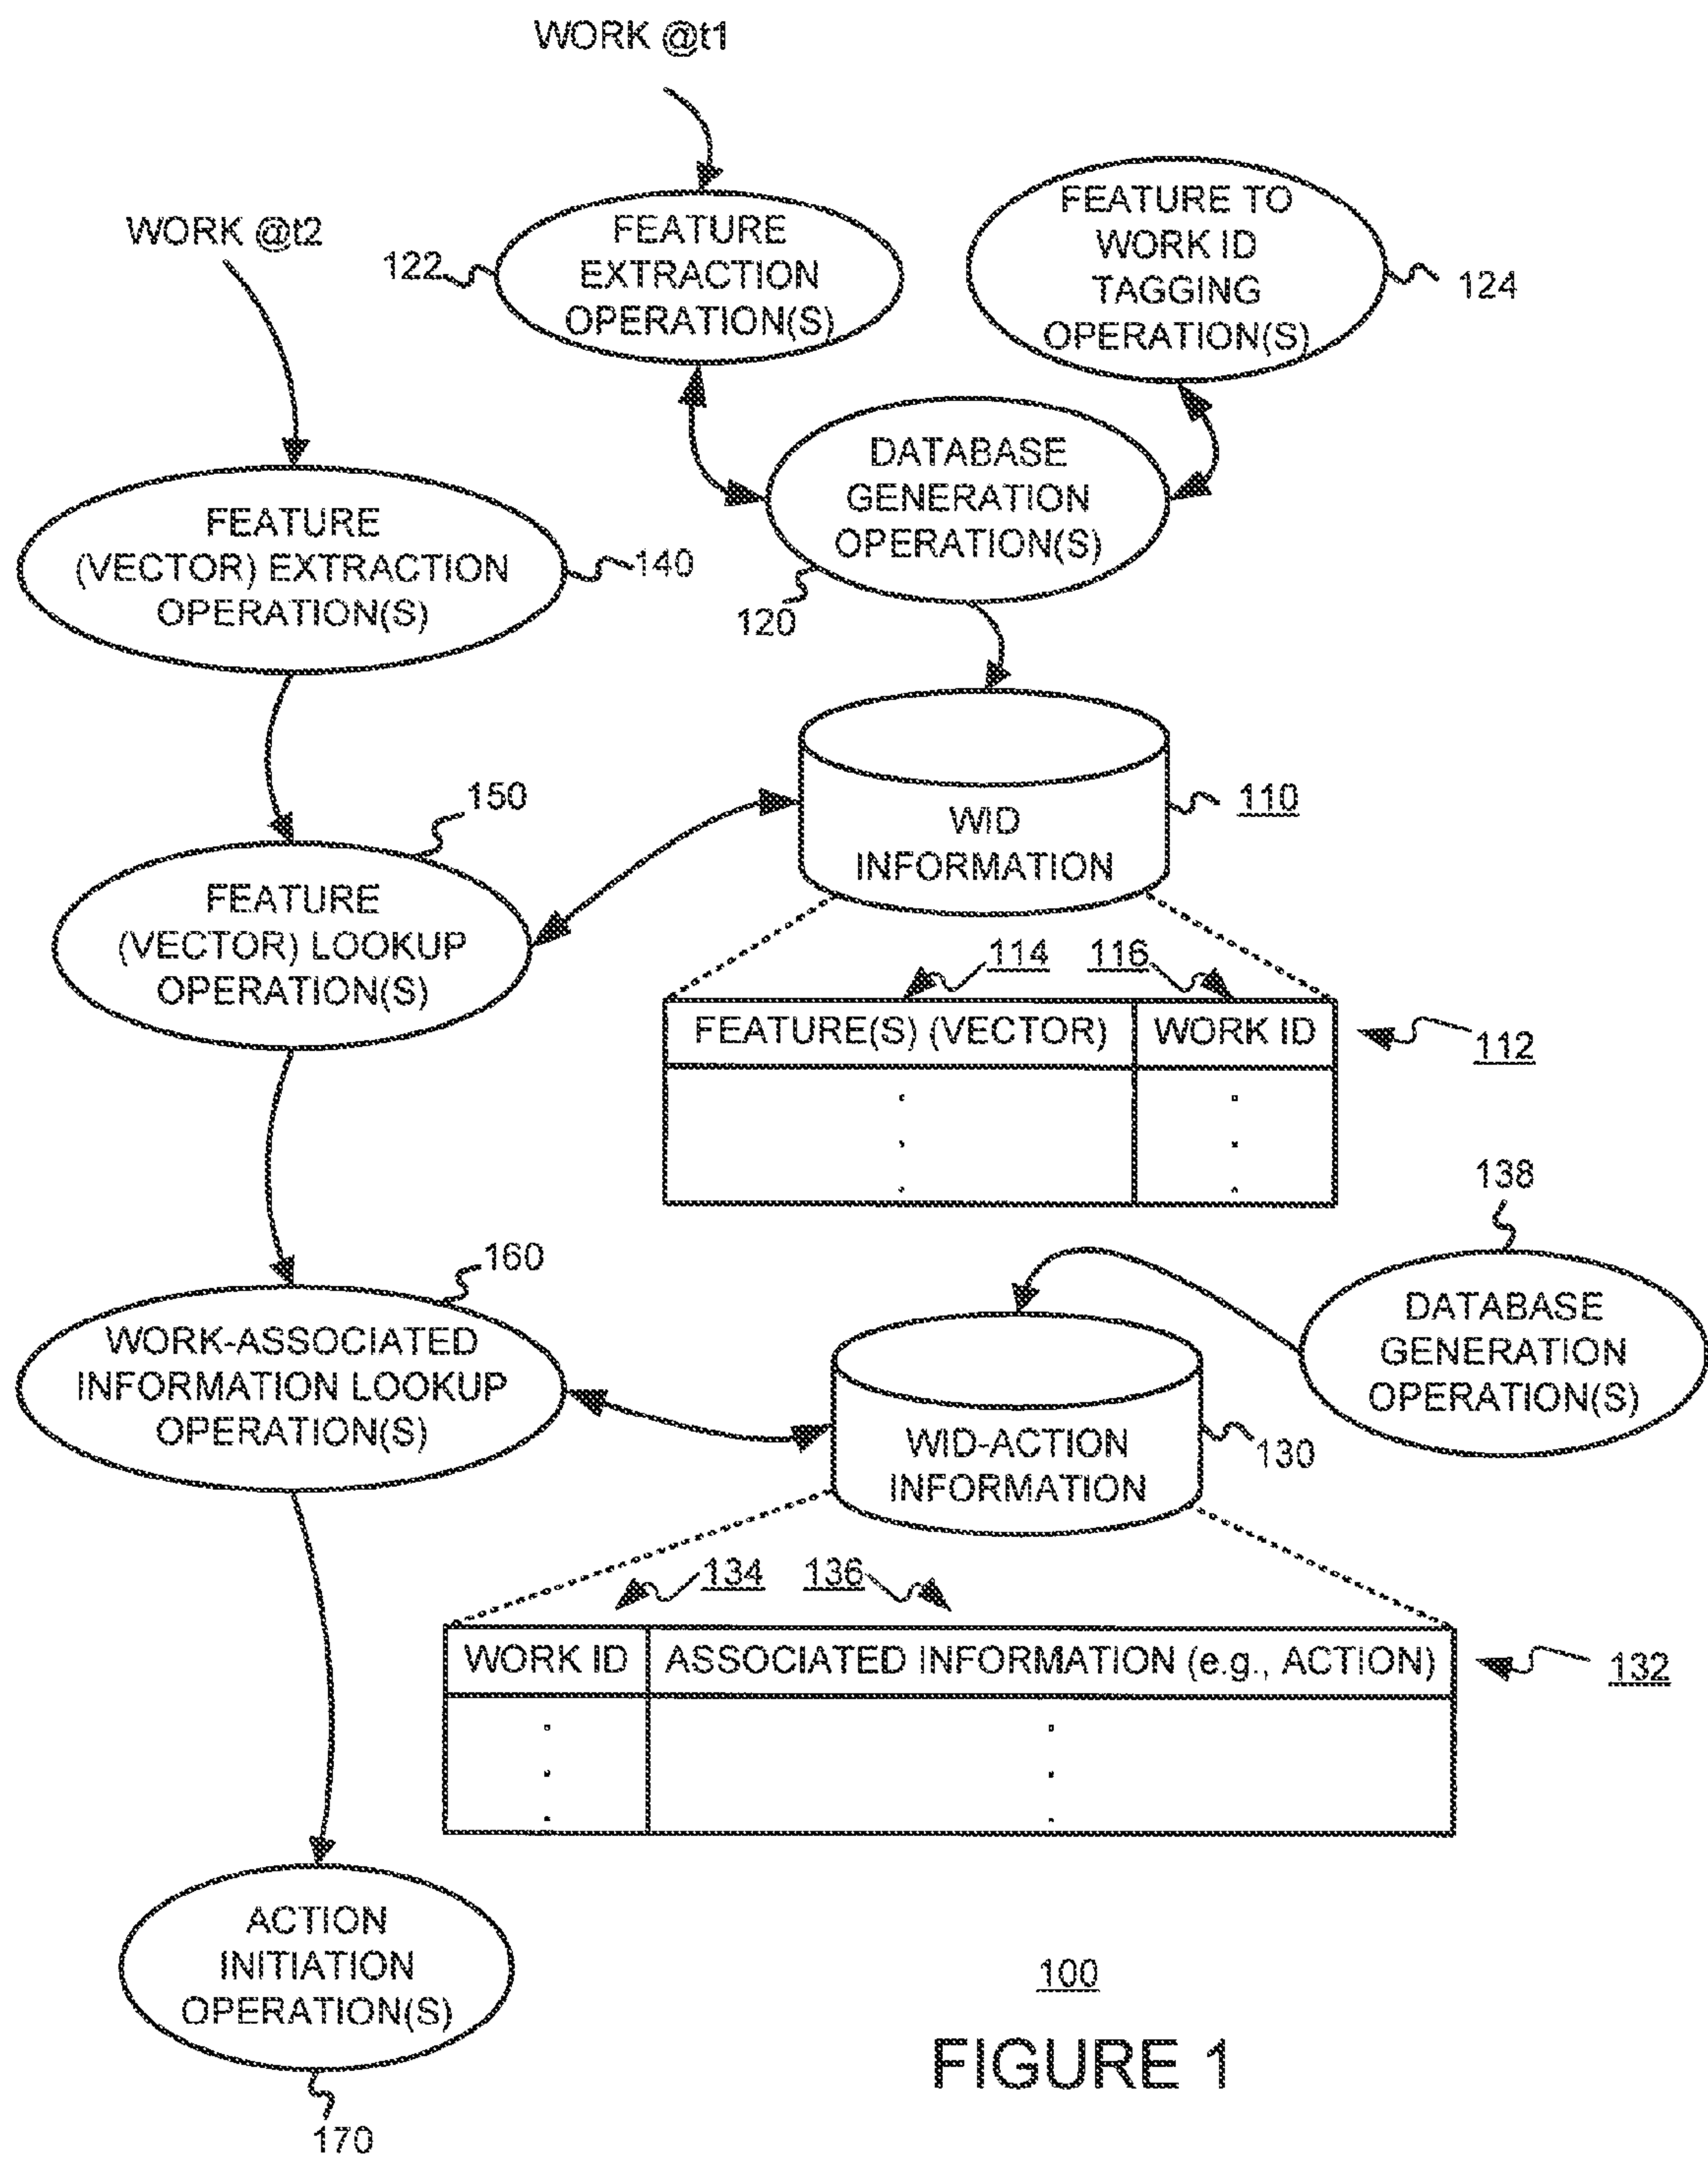 WORK @t1
WORK @t2
122
FEATURE
EXTRACTION
OPERATION(S)
FEATURE TO
WORK ID
TAGGING
OPERATION(S)
124
DATABASE
GENERATION
OPERATION(S)
120
FEATURE
(VECTOR) EXTRACTION
OPERATION(S)
140
150
WID
INFORMATION
110
FEATURE
(VECTOR) LOOKUP
OPERATION(S)
114
116
FEATURE(S) (VECTOR)
WORK ID
112
138
DATABASE
GENERATION
OPERATION(S)
160
WORK-ASSOCIATED
INFORMATION LOOKUP
OPERATION(S)
WID-ACTION
INFORMATION
130
134
136
WORK ID
ASSOCIATED INFORMATION (e.g., ACTION)
132
ACTION
INITIATION
OPERATION(S)
170
100
FIGURE 1